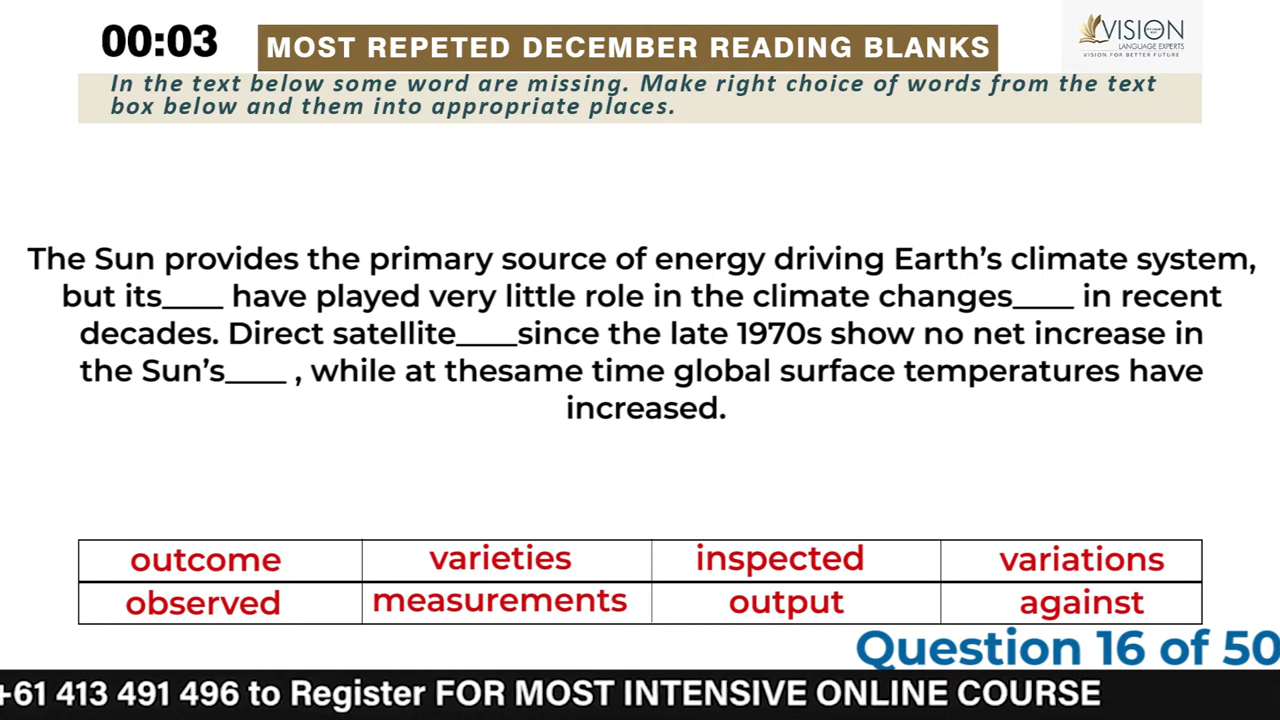 00:03
MOST REPETED DECEMBER READING BLANKS
VISION
LANGUAGE EXPERTS
VISION FOR BETTER FUTURE
In the text below some word are missing. Make right choice of words from the text
box below and them into appropriate places.
The Sun provides the primary source of energy driving Earth’s climate system,
but its____ have played very little role in the climate changes____ in recent
decades. Direct satellite____since the late 1970s show no net increase in
the Sun’s____ , while at thesame time global surface temperatures have
increased.
outcome varieties inspected variations
observed measurements output against
Question 16 of 50
+61 413 491 496 to Register FOR MOST INTENSIVE ONLINE COURSE